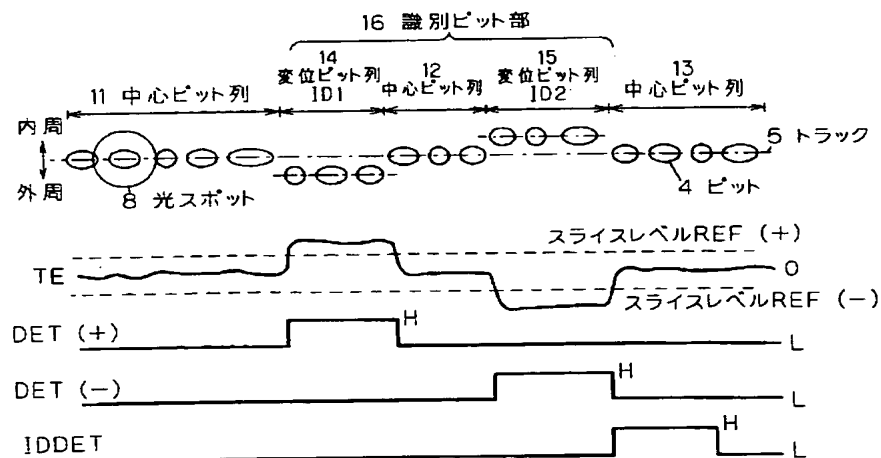 16 識別ピット部
14 15
変位ピット列 12 変位ピット列 13
11 中心ピット列 ID1 中心ピット列 ID2 中心ピット列
内周
5 トラック
外周
8 光スポット 4 ピット
スライスレベルREF (+)
TE O
スライスレベルREF (−)
DET (+) H L
DET (−) H L
IDDET H L